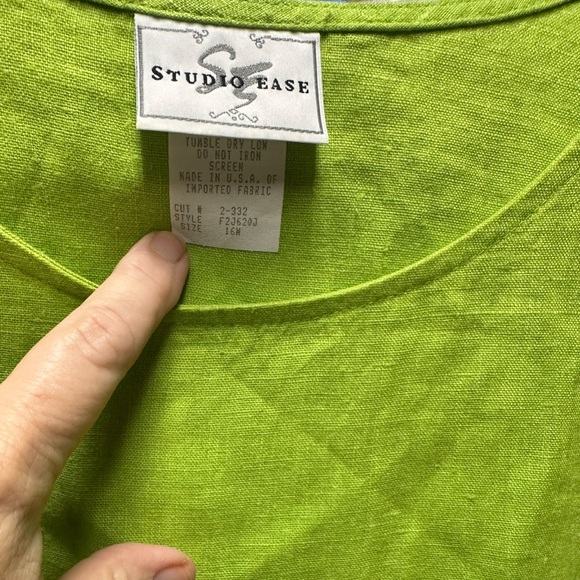 STUDIO EASE
SE
TUMBLE DRY LOW
DO NOT IRON
SCREEN
MADE IN U.S.A. OF
IMPORTED FABRIC
CUT # 2-332
STYLE F2J620J
SIZE 16W